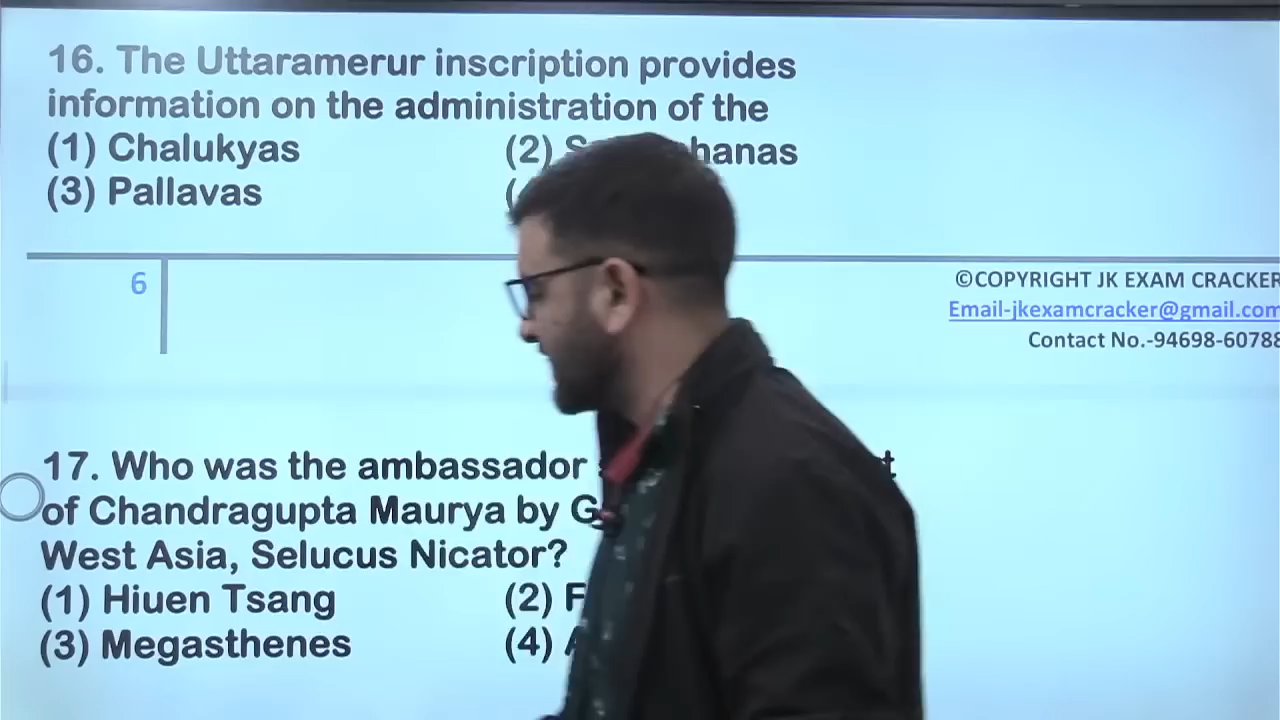 16. The Uttaramerur inscription provides
information on the administration of the
(1) Chalukyas (2)
(3) Pallavas
6
©COPYRIGHT JK EXAM CRACKER
Email-jkexamcracker@gmail.com
Contact No.-94698-60788
17. Who was the ambassador
of Chandragupta Maurya by
West Asia, Selucus Nicator?
(1) Hiuen Tsang (2)
(3) Megasthenes (4)